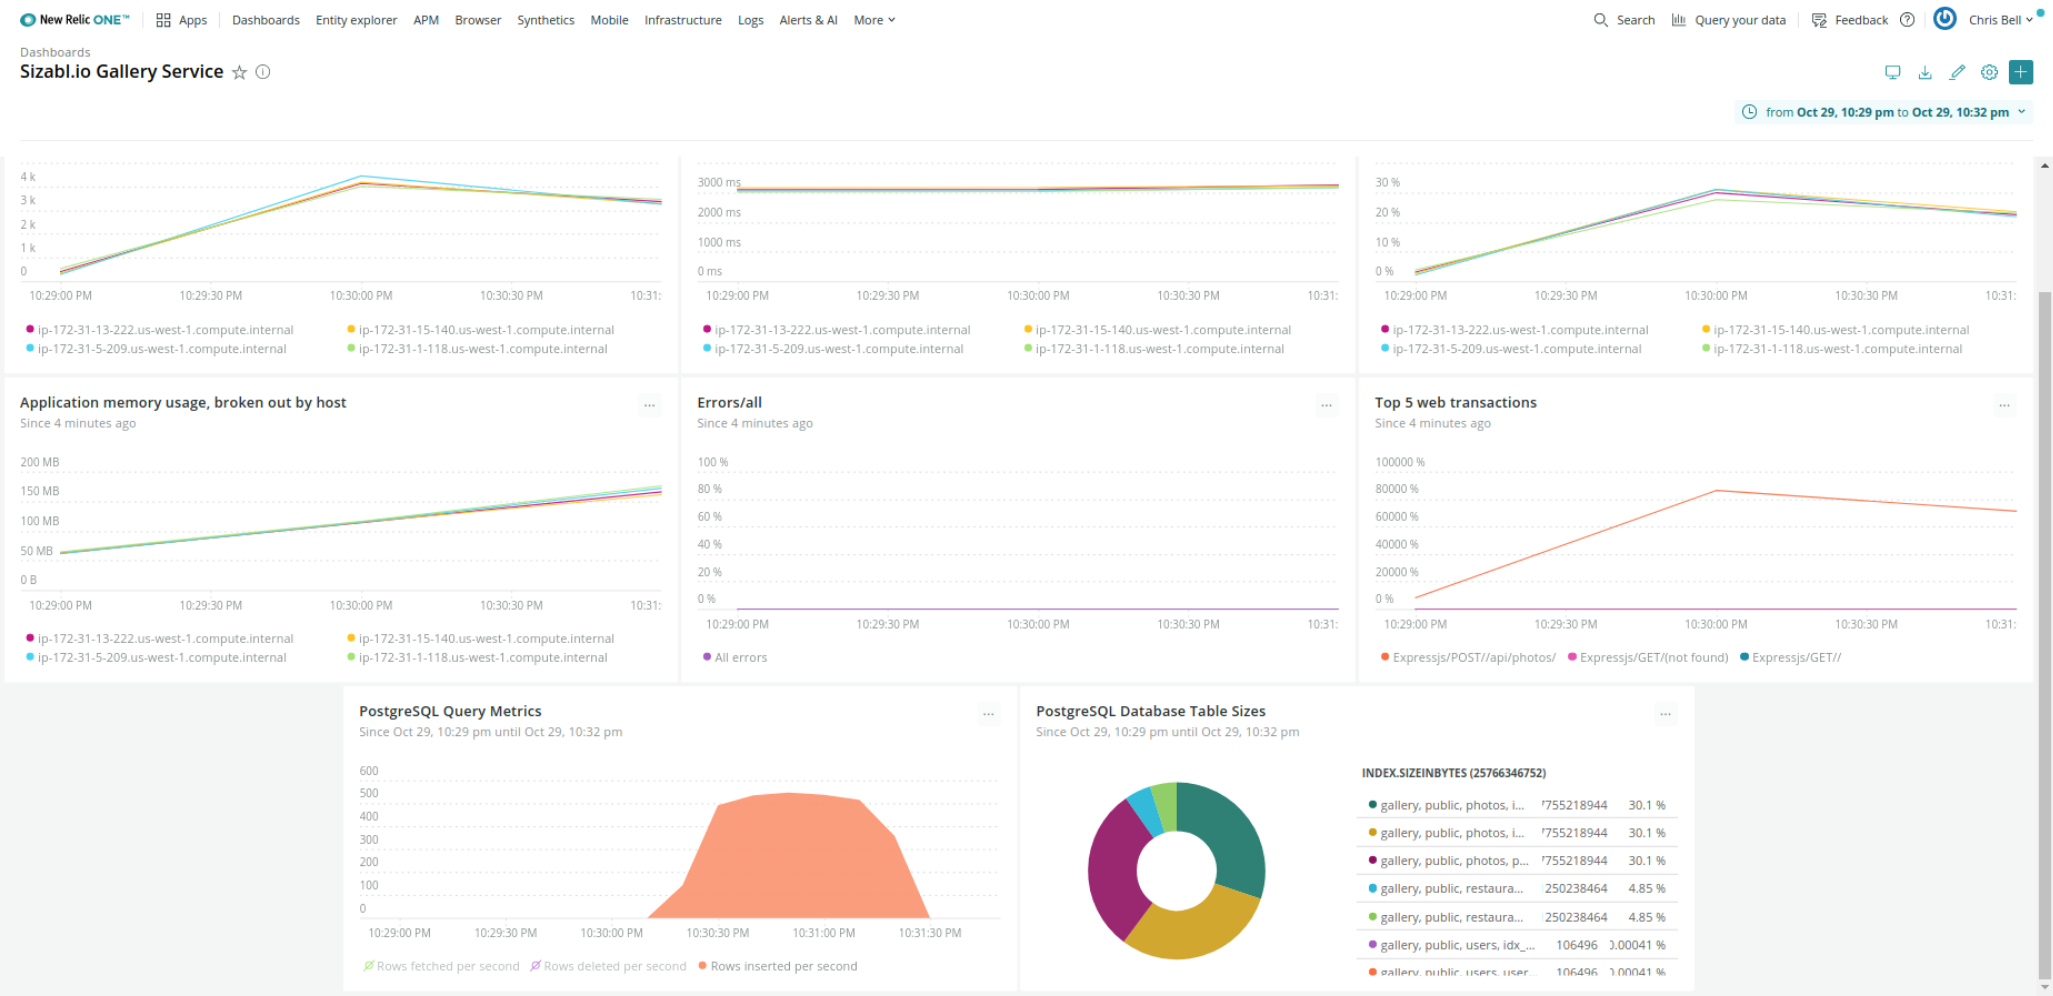 New Relic ONE™ Apps Dashboards Entity explorer APM Browser Synthetics Mobile Infrastructure Logs Alerts & AI More Search Query your data Feedback Chris Bell
Dashboards
Sizabl.io Gallery Service
from Oct 29, 10:29 pm to Oct 29, 10:32 pm
4 k
3 k
2 k
1 k
0
10:29:00 PM 10:29:30 PM 10:30:00 PM 10:30:30 PM 10:31:
ip-172-31-13-222.us-west-1.compute.internal ip-172-31-15-140.us-west-1.compute.internal
ip-172-31-5-209.us-west-1.compute.internal ip-172-31-1-118.us-west-1.compute.internal
3000 ms
2000 ms
1000 ms
0 ms
10:29:00 PM 10:29:30 PM 10:30:00 PM 10:30:30 PM 10:31:
ip-172-31-13-222.us-west-1.compute.internal ip-172-31-15-140.us-west-1.compute.internal
ip-172-31-5-209.us-west-1.compute.internal ip-172-31-1-118.us-west-1.compute.internal
30 %
20 %
10 %
0 %
10:29:00 PM 10:29:30 PM 10:30:00 PM 10:30:30 PM 10:31:
ip-172-31-13-222.us-west-1.compute.internal ip-172-31-15-140.us-west-1.compute.internal
ip-172-31-5-209.us-west-1.compute.internal ip-172-31-1-118.us-west-1.compute.internal
Application memory usage, broken out by host
Since 4 minutes ago
200 MB
150 MB
100 MB
50 MB
0 B
10:29:00 PM 10:29:30 PM 10:30:00 PM 10:30:30 PM 10:31:
ip-172-31-13-222.us-west-1.compute.internal ip-172-31-15-140.us-west-1.compute.internal
ip-172-31-5-209.us-west-1.compute.internal ip-172-31-1-118.us-west-1.compute.internal
Errors/all
Since 4 minutes ago
100 %
80 %
60 %
40 %
20 %
0 %
10:29:00 PM 10:29:30 PM 10:30:00 PM 10:30:30 PM 10:31:
All errors
Top 5 web transactions
Since 4 minutes ago
100000 %
80000 %
60000 %
40000 %
20000 %
0 %
10:29:00 PM 10:29:30 PM 10:30:00 PM 10:30:30 PM 10:31:
Expressjs/POST//api/photos/ Expressjs/GET/(not found) Expressjs/GET//
PostgreSQL Query Metrics
Since Oct 29, 10:29 pm until Oct 29, 10:32 pm
600
500
400
300
200
100
0
10:29:00 PM 10:29:30 PM 10:30:00 PM 10:30:30 PM 10:31:00 PM 10:31:30 PM
Rows fetched per second Rows deleted per second Rows inserted per second
PostgreSQL Database Table Sizes
Since Oct 29, 10:29 pm until Oct 29, 10:32 pm
INDEX.SIZEINBYTES (25766346752)
gallery, public, photos, i... 755218944 30.1 %
gallery, public, photos, i... 755218944 30.1 %
gallery, public, photos, p... 755218944 30.1 %
gallery, public, restaura... 250238464 4.85 %
gallery, public, restaura... 250238464 4.85 %
gallery, public, users, idx_... 106496 0.00041 %
gallery, public, users, user... 106496 0.00041 %